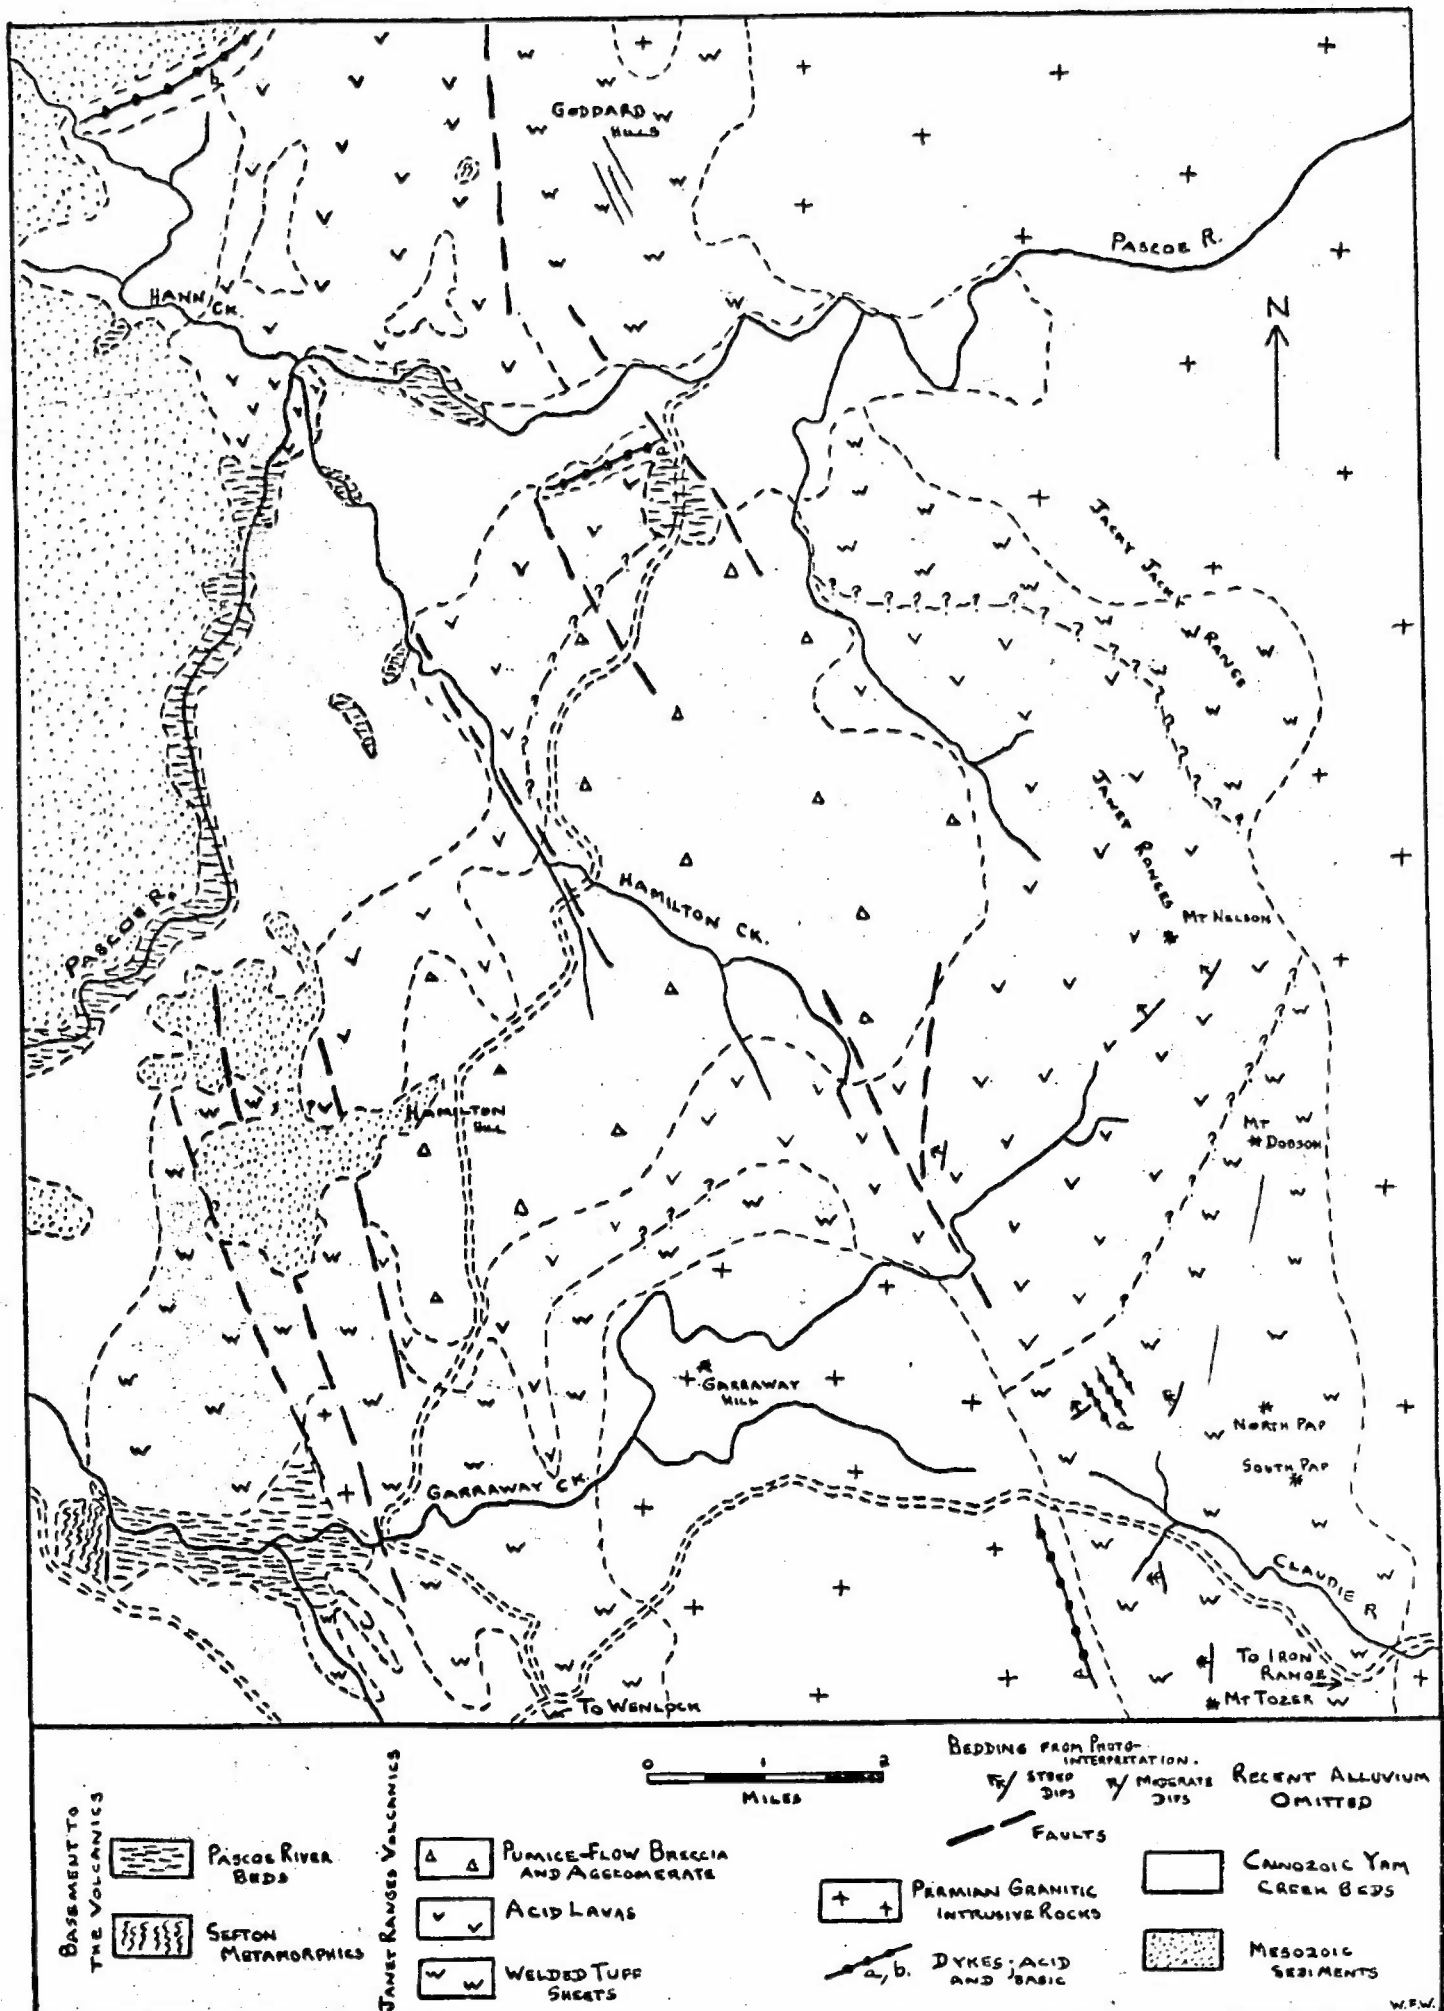 GODDARD
HILLS
b
PASCOE R.
HANN CK.
N
JACKY JACKY
RANGE
JANET RANGES
MT NELSON
PASCOE R.
HAMILTON CK.
HAMILTON
HILL
MT
DOBSON
GARRAWAY
HILL
a
NORTH PAP
SOUTH PAP
GARRAWAY CK.
CLAUDIE R
TO IRON
RANGE
MT TOZER
a
TO WENLOCK
BASEMENT TO
THE VOLCANICS
PASCOE RIVER
BEDS
SEFTON
METAMORPHICS
JANET RANGES VOLCANICS
PUMICE-FLOW BRECCIA
AND AGGLOMERATE
ACID LAVAS
WELDED TUFF
SHEETS
0 1 2
MILES
BEDDING FROM PHOTO-
INTERPRETATION.
STEEP
DIPS
MODERATE
DIPS
FAULTS
PERMIAN GRANITIC
INTRUSIVE ROCKS
a, b. DYKES; ACID
AND BASIC
RECENT ALLUVIUM
OMITTED
CAINOZOIC YAM
CREEK BEDS
MESOZOIC
SEDIMENTS
W.F.W.